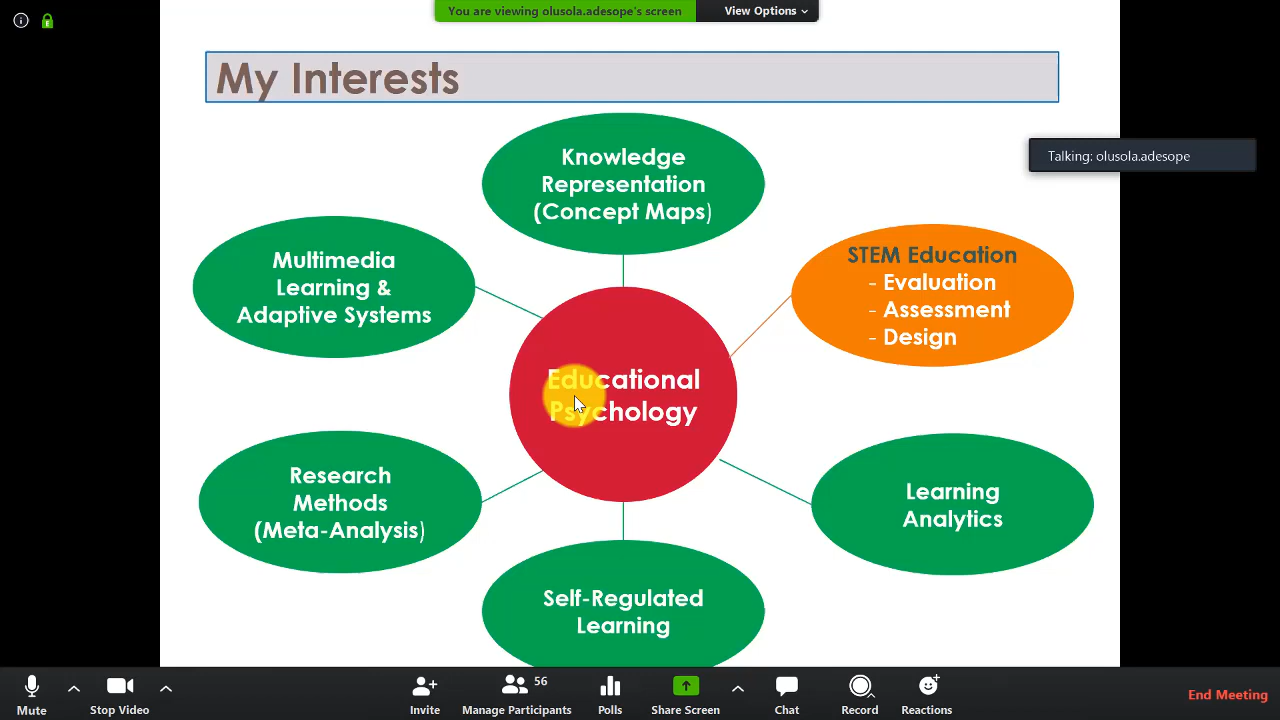 You are viewing olusola.adesope's screen
View Options
My Interests
Talking: olusola.adesope
Knowledge
Representation
(Concept Maps)
Multimedia
Learning &
Adaptive Systems
STEM Education
- Evaluation
- Assessment
- Design
Educational
Psychology
Research
Methods
(Meta-Analysis)
Learning
Analytics
Self-Regulated
Learning
Mute
Stop Video
Invite
Manage Participants
56
Polls
Share Screen
Chat
Record
Reactions
End Meeting